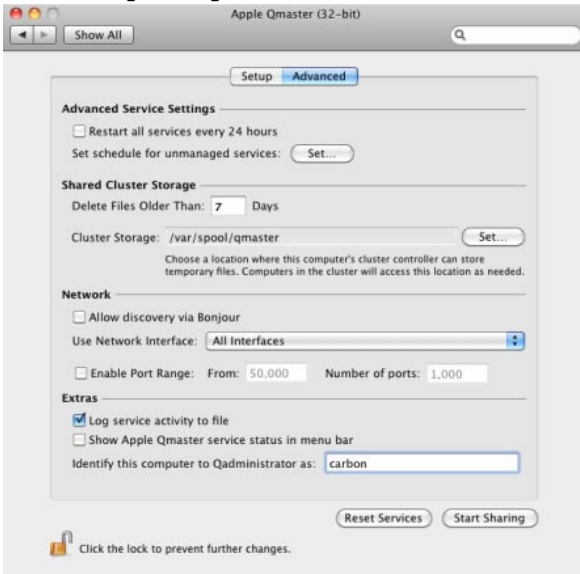 Apple Qmaster (32-bit)
Show All
Setup Advanced
Advanced Service Settings
Restart all services every 24 hours
Set schedule for unmanaged services: Set...
Shared Cluster Storage
Delete Files Older Than: 7 Days
Cluster Storage: /var/spool/qmaster Set...
Choose a location where this computer's cluster controller can store
temporary files. Computers in the cluster will access this location as needed.
Network
Allow discovery via Bonjour
Use Network Interface: All Interfaces
Enable Port Range: From: 50,000 Number of ports: 1,000
Extras
Log service activity to file
Show Apple Qmaster service status in menu bar
Identify this computer to Qadministrator as: carbon
Reset Services Start Sharing
Click the lock to prevent further changes.